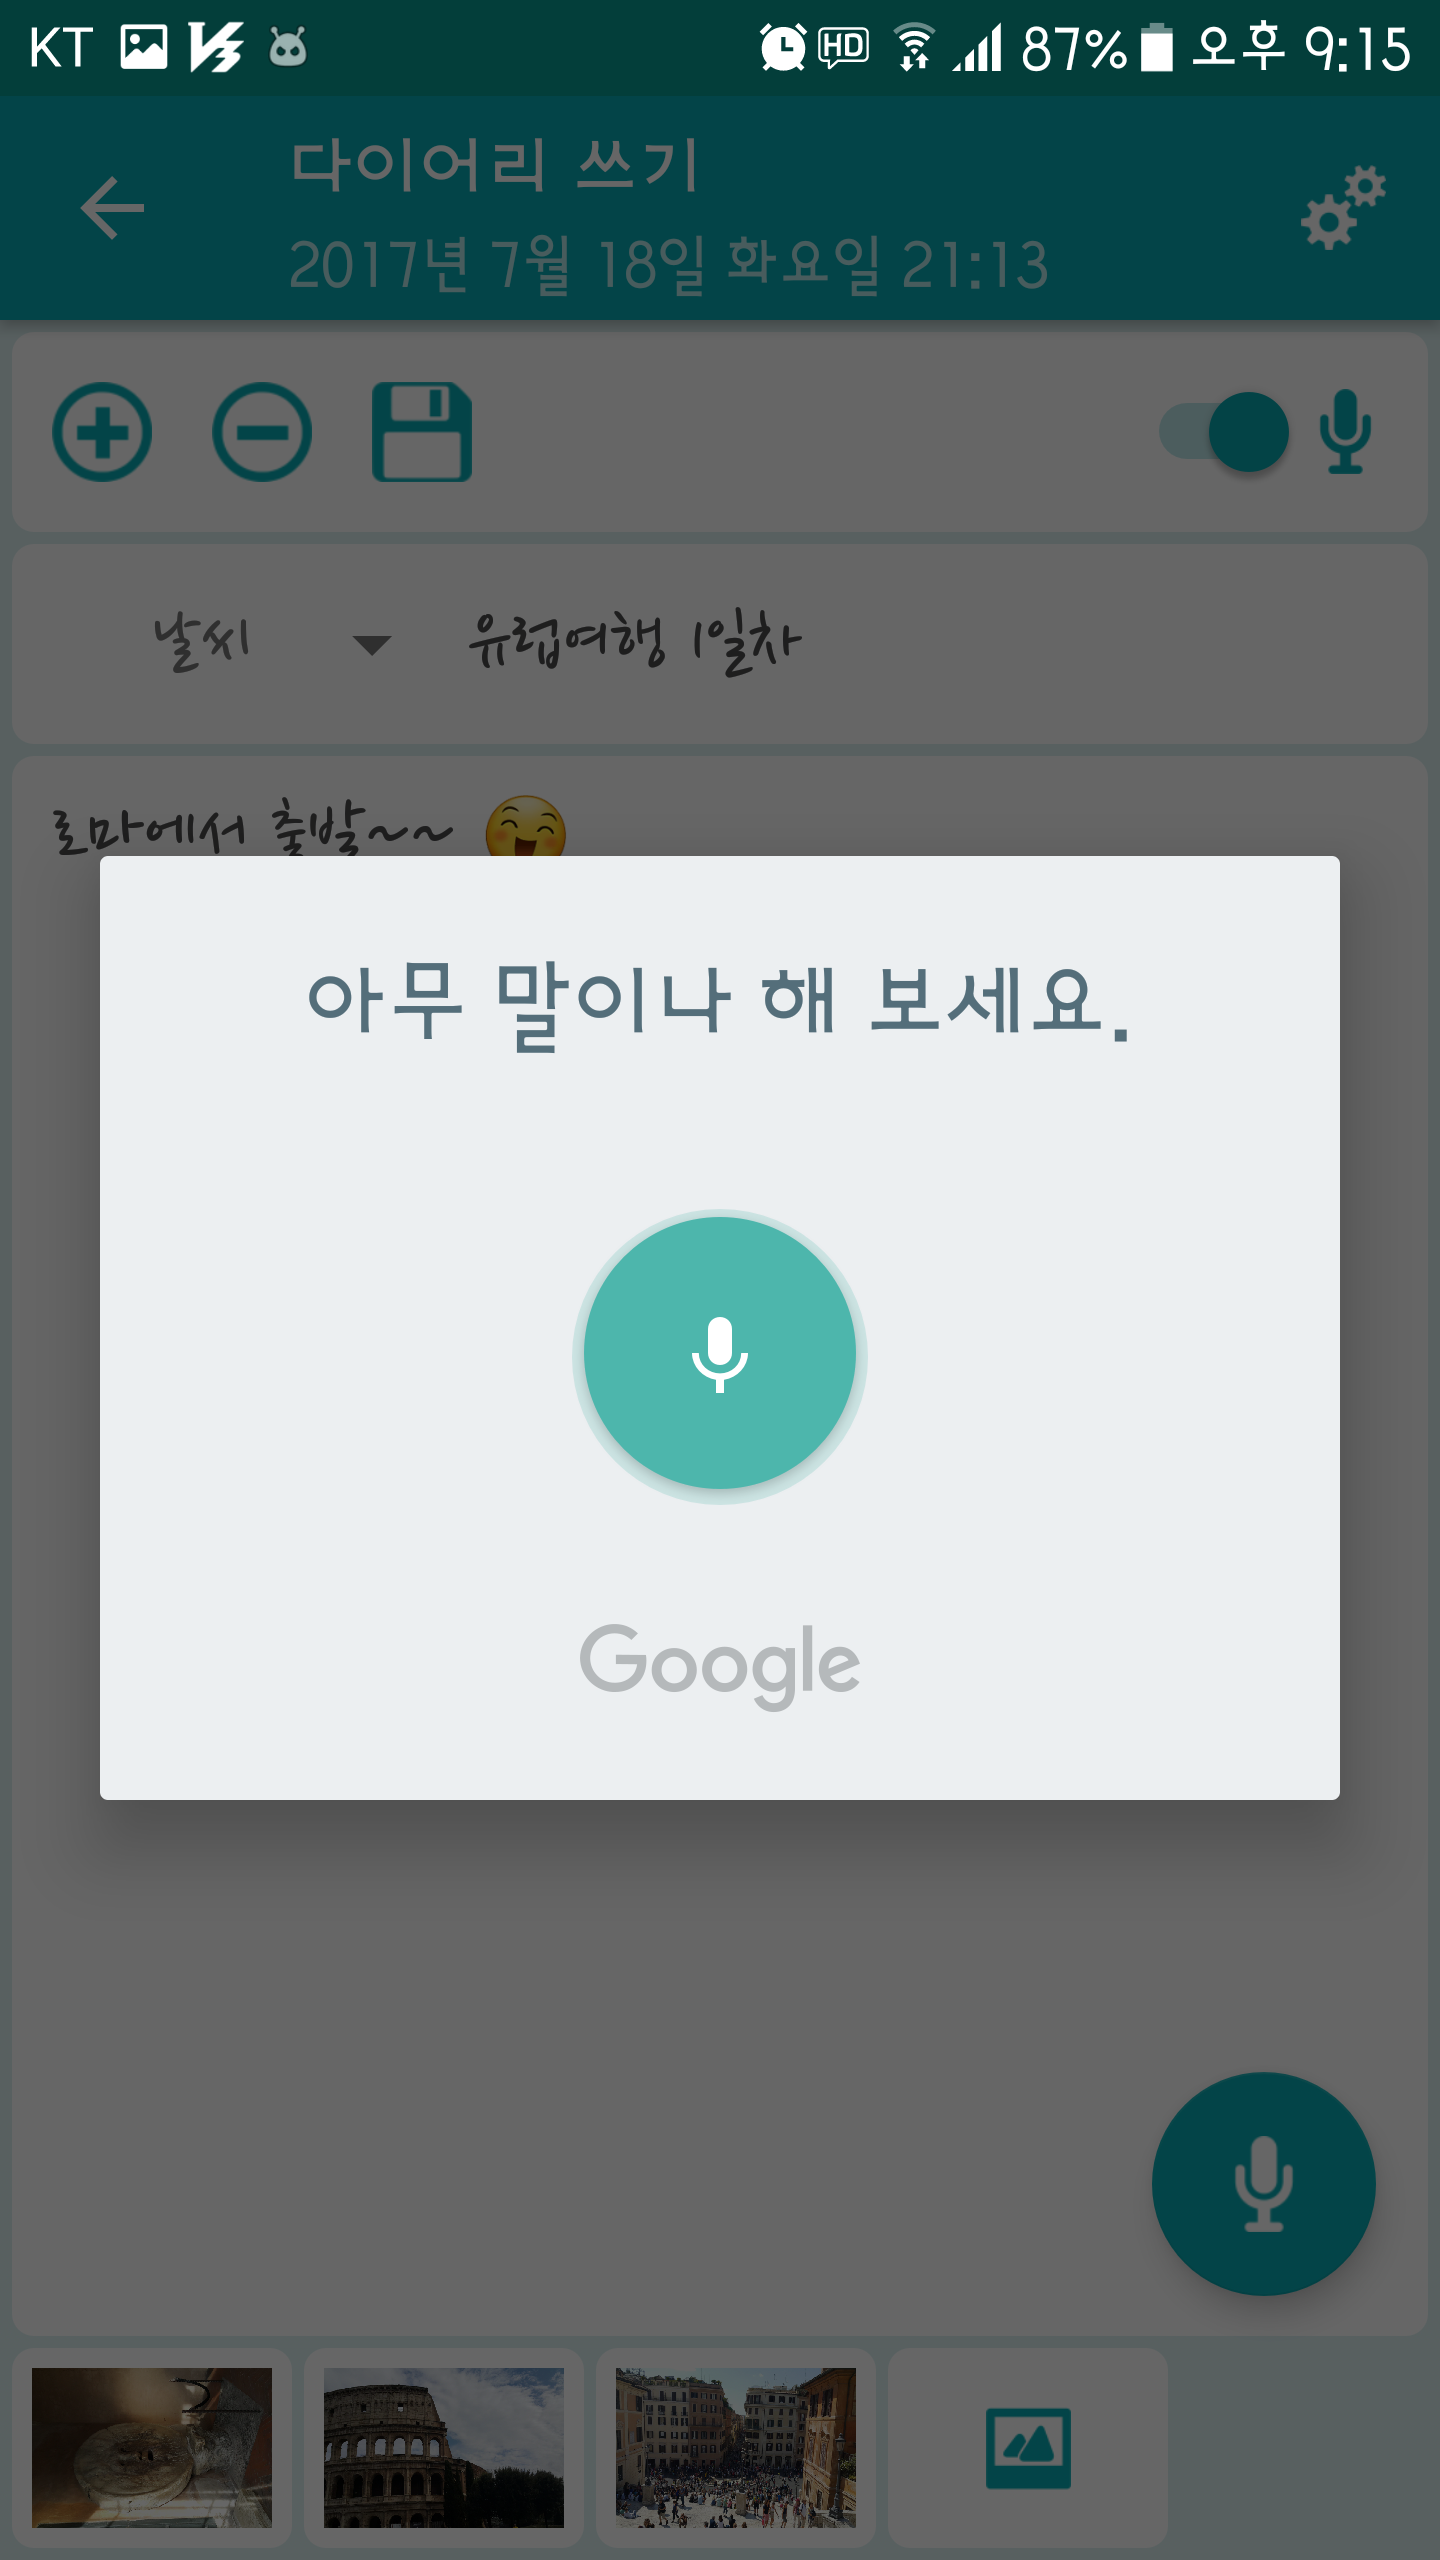 KT HD 87% 오후 9:15
다이어리 쓰기
2017년 7월 18일 화요일 21:13
날씨 유럽여행 1일차
로마에서 출발~~
아무 말이나 해 보세요.
Google